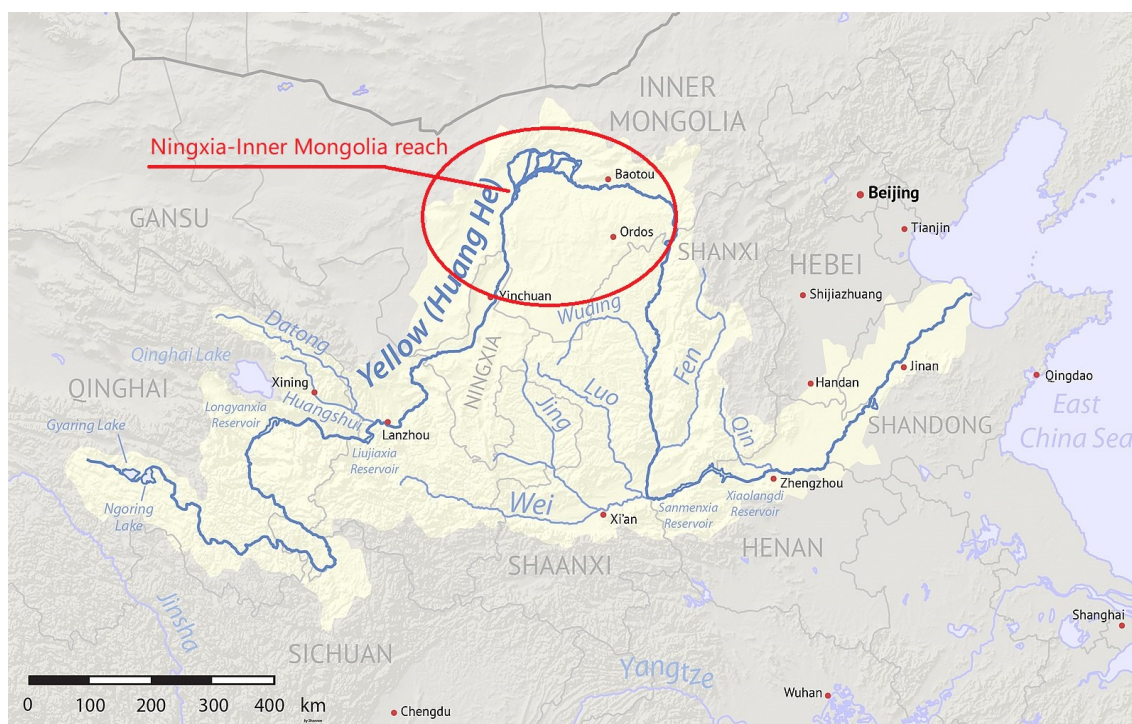 INNER
MONGOLIA
Ningxia-Inner Mongolia reach
Baotou
Beijing
GANSU
Tianjin
Ordos
SHANXI
HEBEI
Yellow (Huang He)
Yinchuan
Shijiazhuang
Wuding
Datong
Qinghai Lake
NINGXIA
Fen
Jinan
Qingdao
QINGHAI
Xining
Luo
Handan
Longyanxia
Reservoir
Huangshui
Jing
East
China Sea
Gyaring Lake
Lanzhou
Qin
SHANDONG
Liujiaxia
Reservoir
Zhengzhou
Ngoring
Lake
Wei
Sanmenxia
Reservoir
Xiaolangdi
Reservoir
Xi'an
HENAN
SHAANXI
Jinsha
Shanghai
SICHUAN
Yangtze
0 100 200 300 400 km
Wuhan
Chengdu